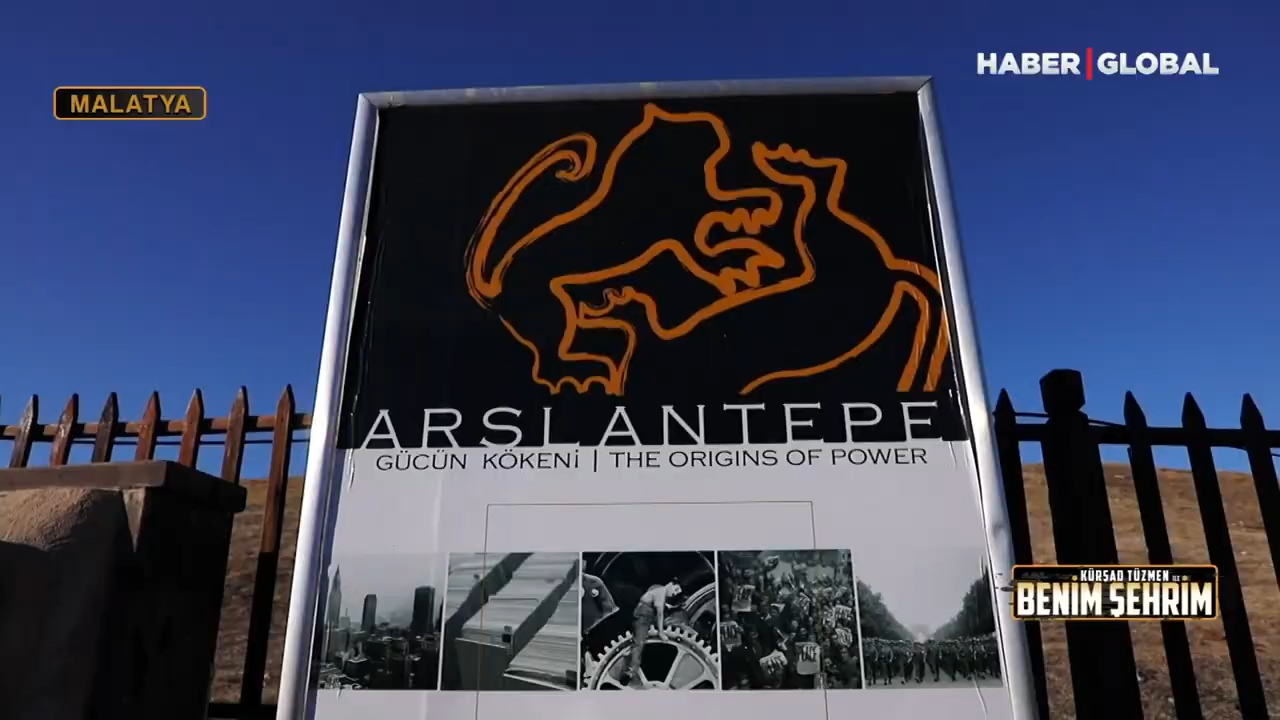 HABER|GLOBAL
MALATYA
ARSLANTEPE
GÜCÜN KÖKENİ | THE ORIGINS OF POWER
KÜRŞAD TÜZMEN İLE
BENİM ŞEHRİM